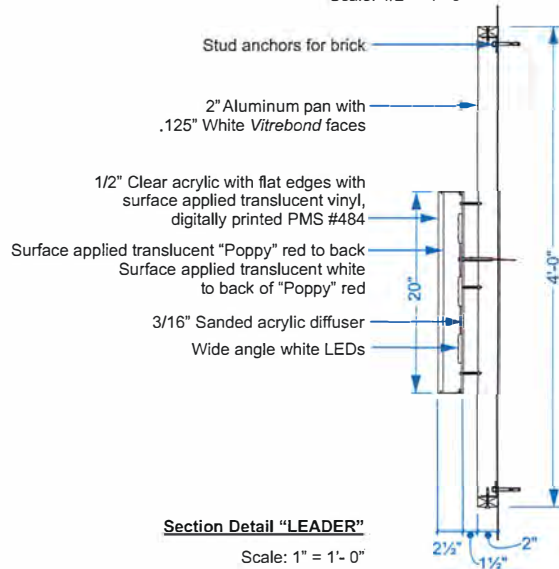 Stud anchors for brick
2" Aluminum pan with
.125" White Vitrebond faces
1/2" Clear acrylic with flat edges with
surface applied translucent vinyl,
digitally printed PMS #484
Surface applied translucent "Poppy" red to back
Surface applied translucent white
to back of "Poppy" red
3/16" Sanded acrylic diffuser
Wide angle white LEDs
20"
4'-0"
Section Detail "LEADER"
Scale: 1" = 1'- 0"
2½"
1½"
2"